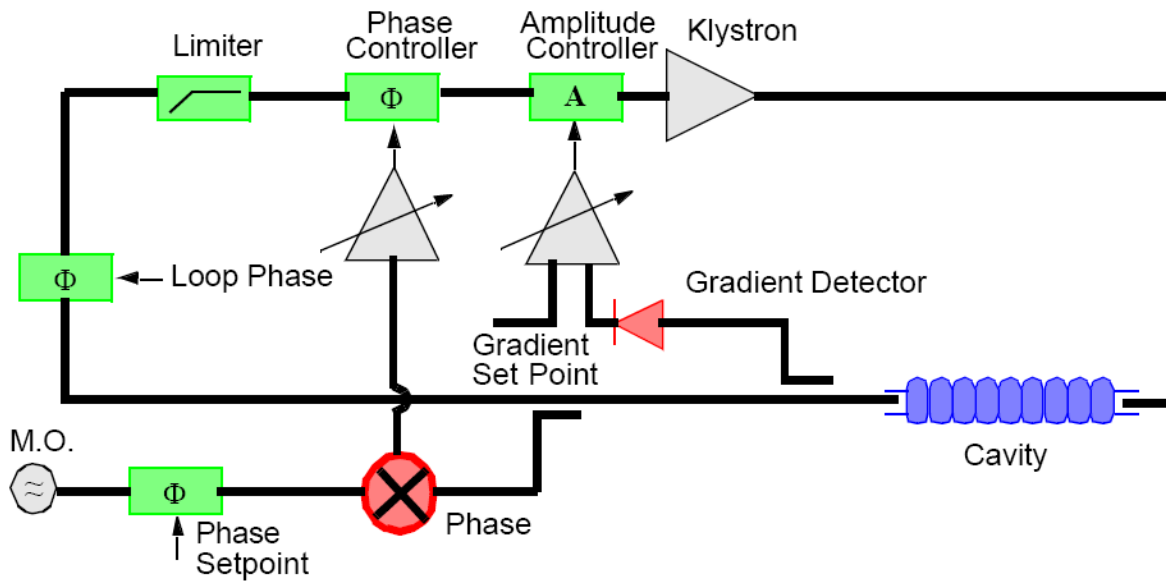 Limiter
Phase
Controller
Amplitude
Controller
Klystron
Φ
A
Φ
Loop Phase
Gradient Detector
Gradient
Set Point
M.O.
Cavity
≈
Φ
Phase
Phase
Setpoint